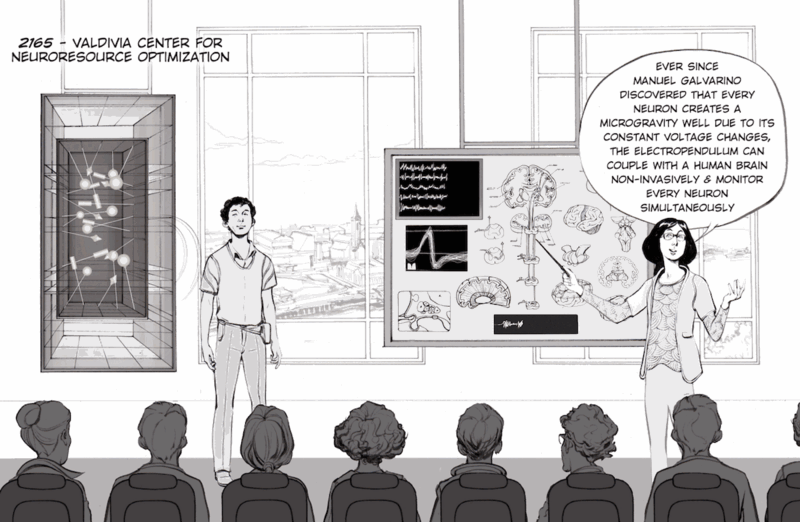 2165 - VALDIVIA CENTER FOR
NEURORESOURCE OPTIMIZATION
EVER SINCE
MANUEL GALVARINO
DISCOVERED THAT EVERY
NEURON CREATES A
MICROGRAVITY WELL DUE TO ITS
CONSTANT VOLTAGE CHANGES,
THE ELECTROPENDULUM CAN
COUPLE WITH A HUMAN BRAIN
NON-INVASIVELY & MONITOR
EVERY NEURON
SIMULTANEOUSLY